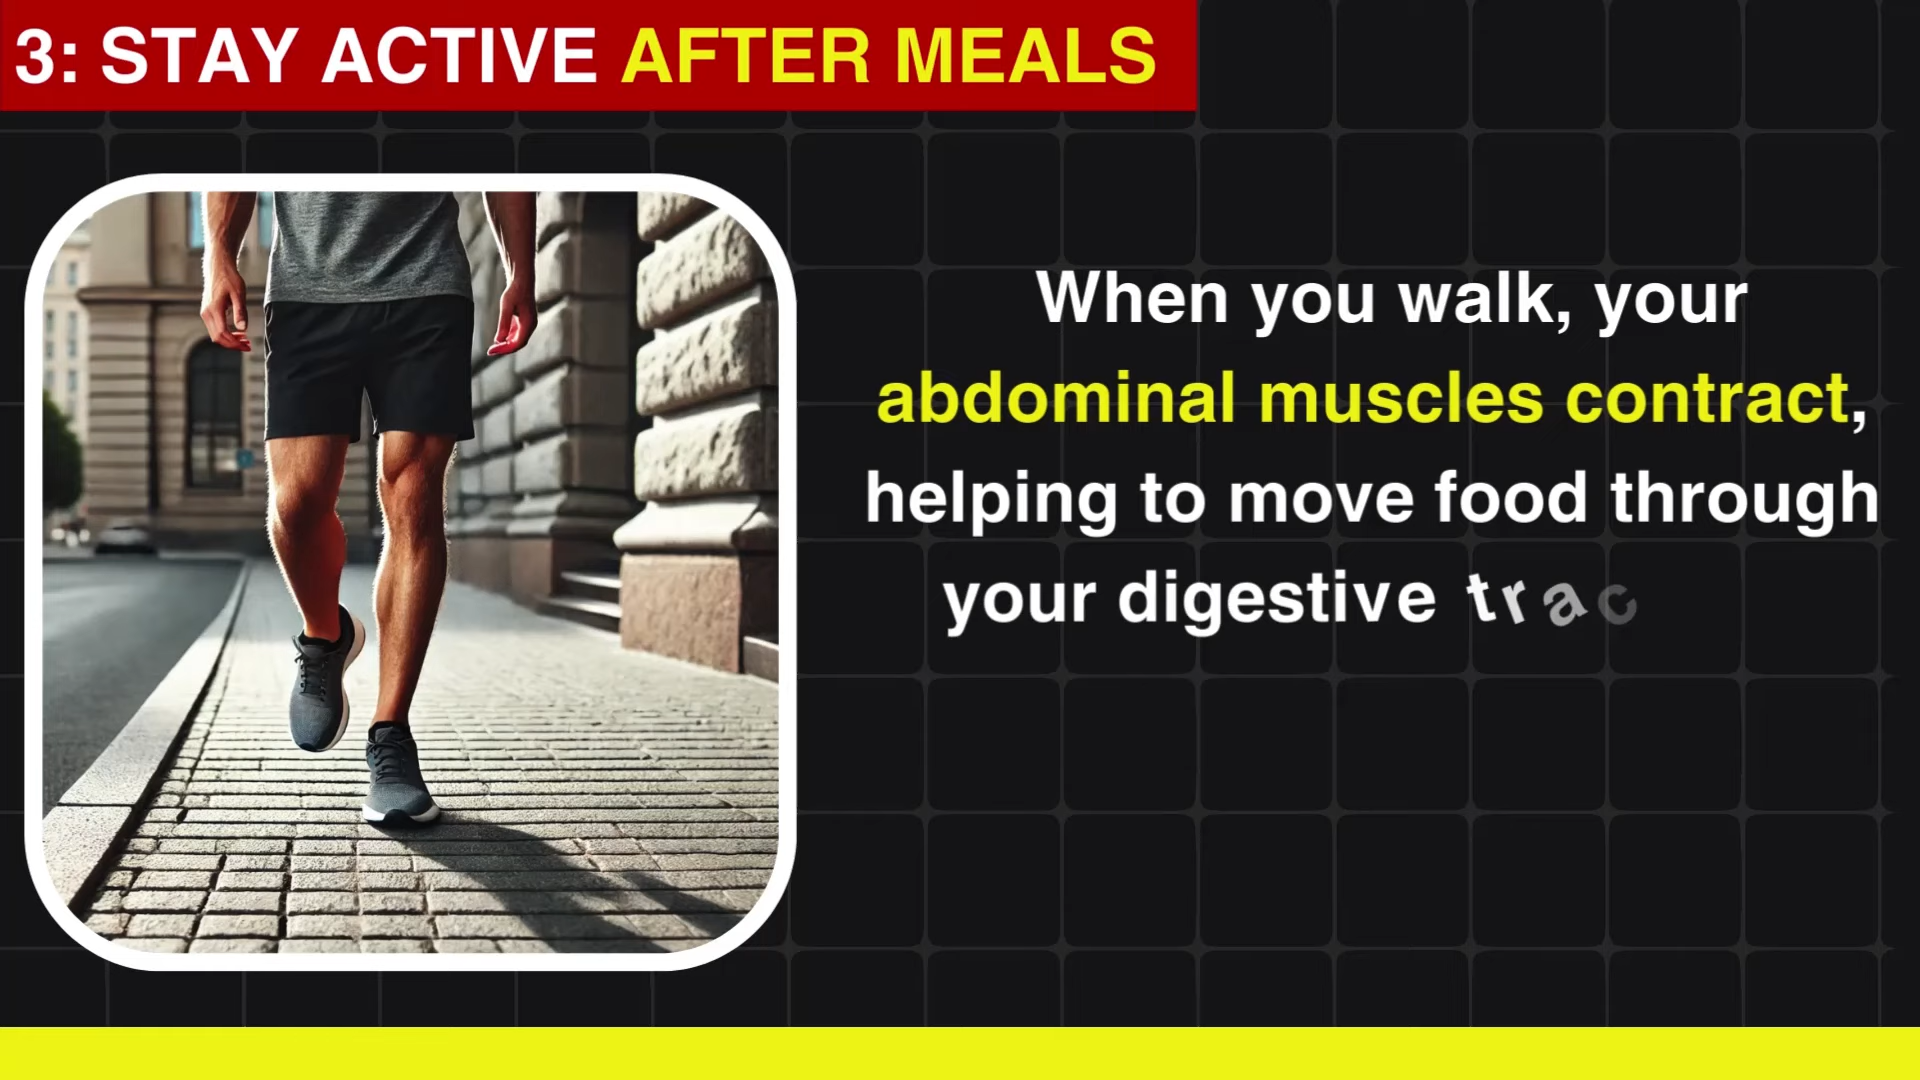 3: STAY ACTIVE AFTER MEALS
When you walk, your
abdominal muscles contract,
helping to move food through
your digestive trac